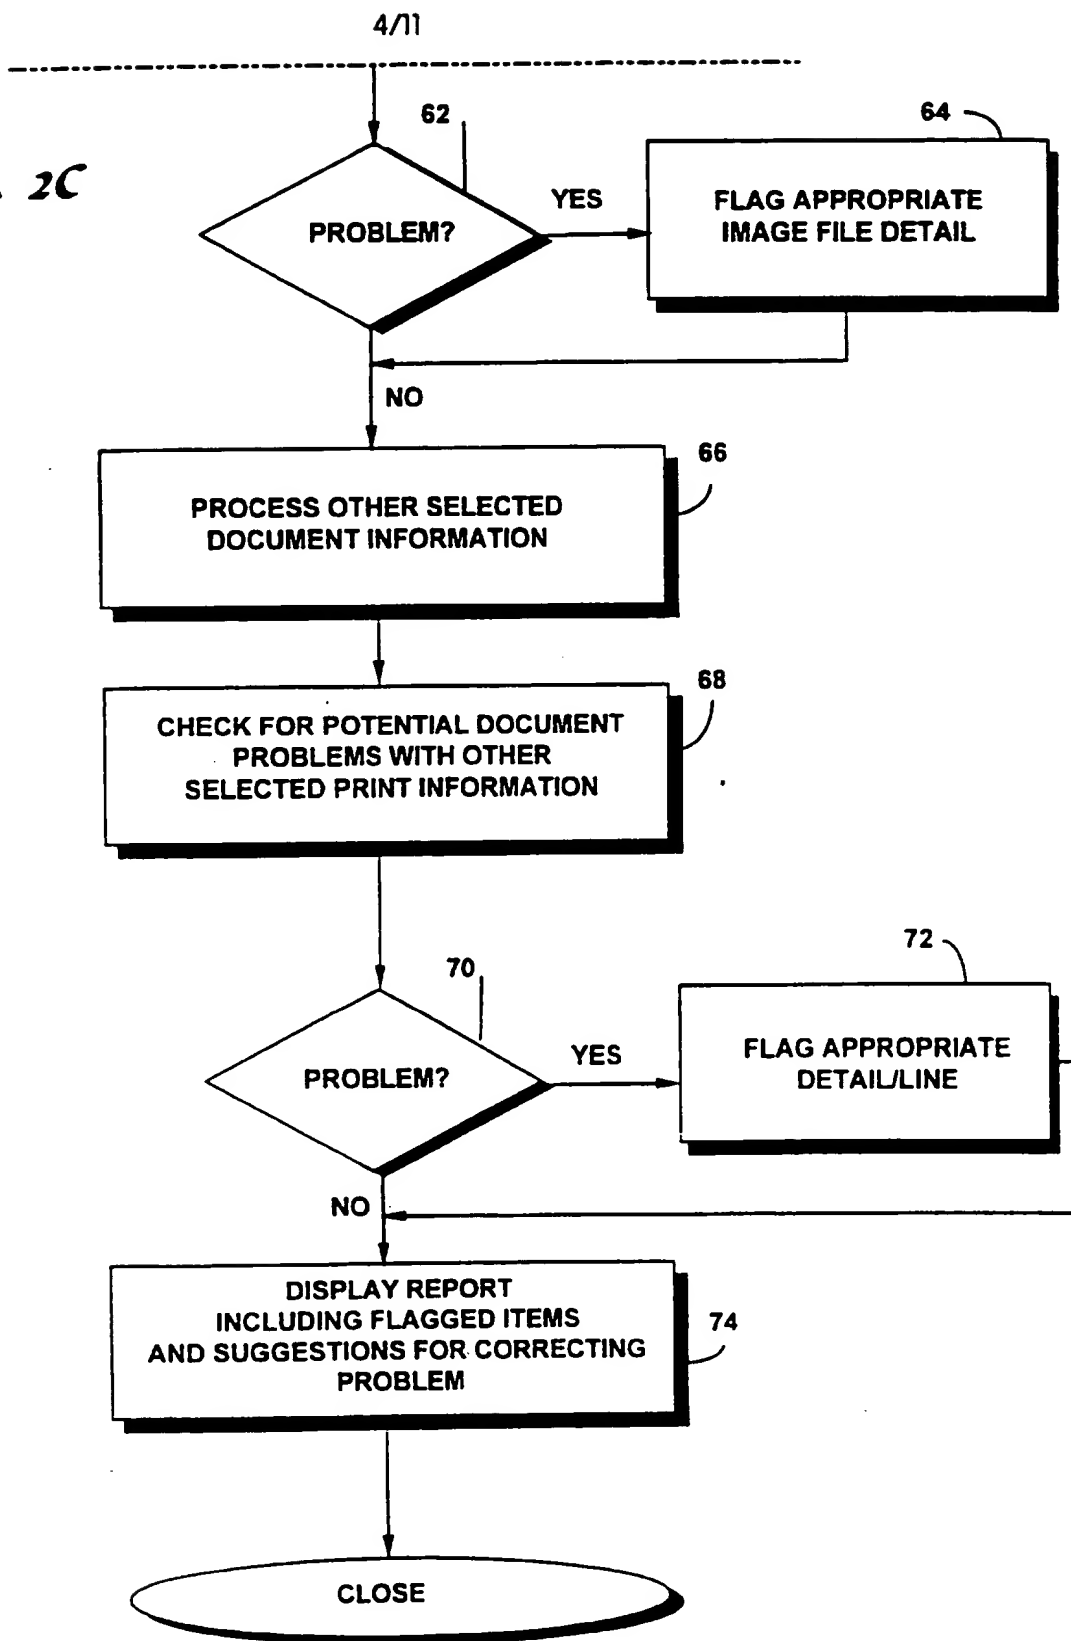 4/11
2C
62
64
PROBLEM?
YES
FLAG APPROPRIATE
IMAGE FILE DETAIL
NO
66
PROCESS OTHER SELECTED
DOCUMENT INFORMATION
68
CHECK FOR POTENTIAL DOCUMENT
PROBLEMS WITH OTHER
SELECTED PRINT INFORMATION
70
72
PROBLEM?
YES
FLAG APPROPRIATE
DETAIL/LINE
NO
DISPLAY REPORT
INCLUDING FLAGGED ITEMS
AND SUGGESTIONS FOR CORRECTING
PROBLEM
74
CLOSE